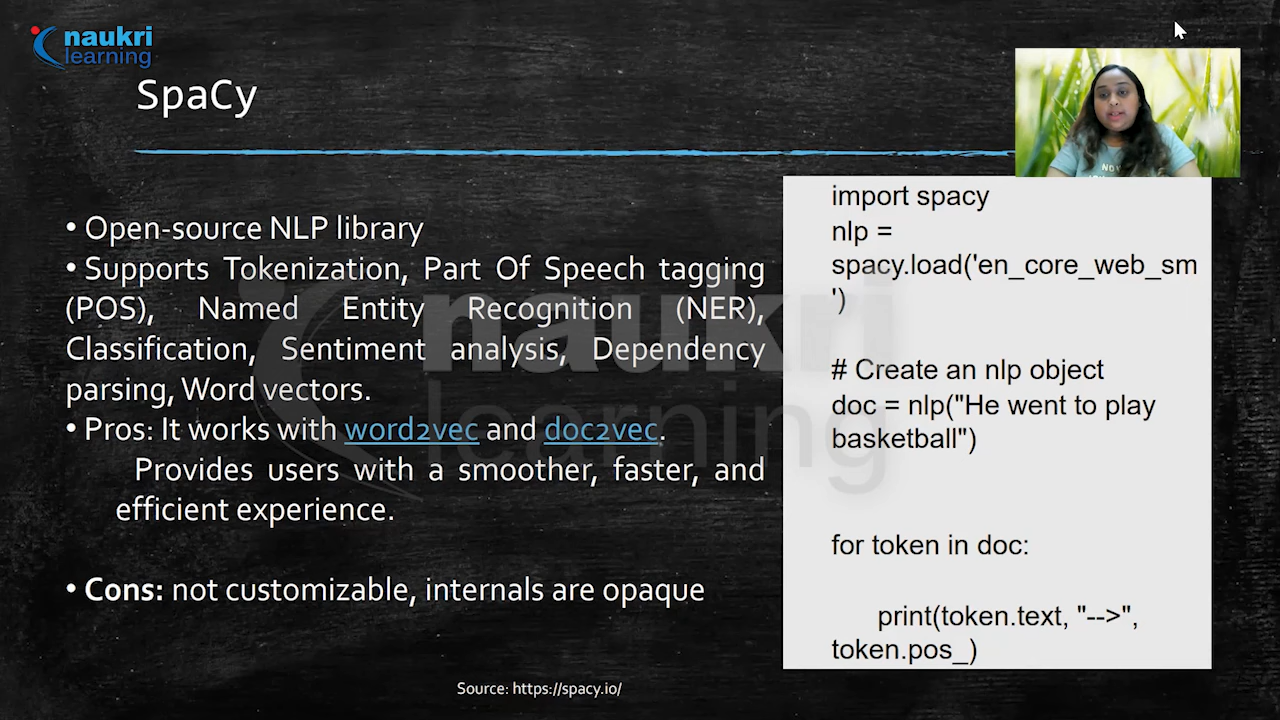 naukri
learning
SpaCy
• Open-source NLP library
• Supports Tokenization, Part Of Speech tagging
(POS), Named Entity Recognition (NER),
Classification, Sentiment analysis, Dependency
parsing, Word vectors.
• Pros: It works with word2vec and doc2vec.
Provides users with a smoother, faster, and
efficient experience.
• Cons: not customizable, internals are opaque
import spacy
nlp =
spacy.load('en_core_web_sm
')
# Create an nlp object
doc = nlp("He went to play
basketball")
for token in doc:
print(token.text, "-->",
token.pos_)
naukri
learning
Source: https://spacy.io/